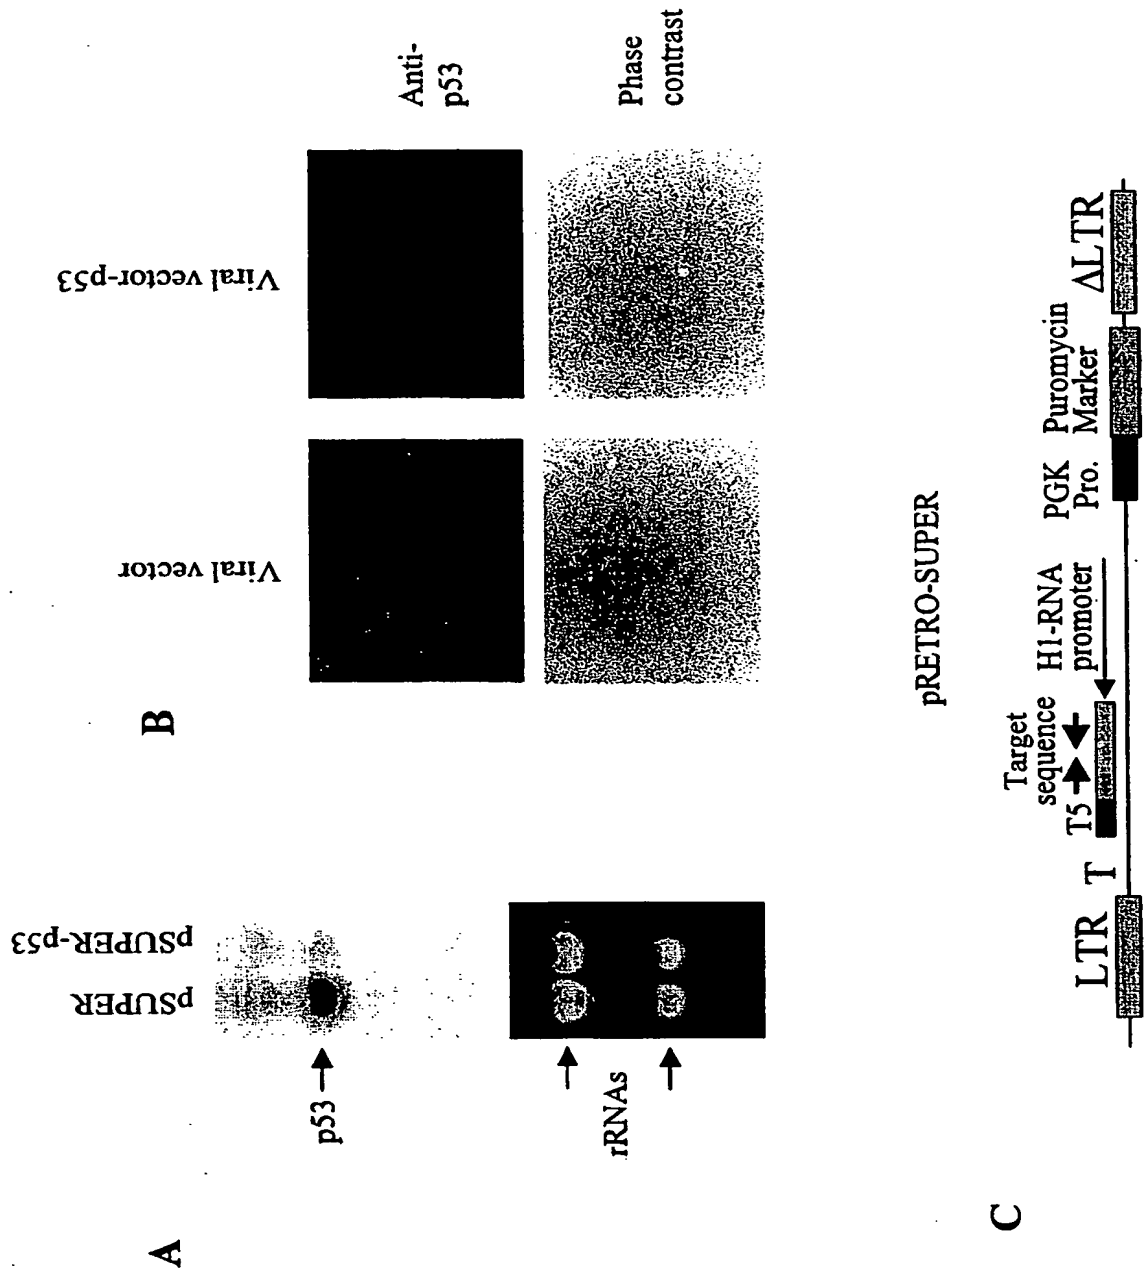 A
pSUPER
pSUPER-p53
p53
rRNAs
B
Viral vector
Viral vector-p53
Anti-
p53
Phase
contrast
C
pRETRO-SUPER
LTR
T
T5
Target
sequence
H1-RNA
promoter
PGK
Pro.
Puromycin
Marker
ΔLTR